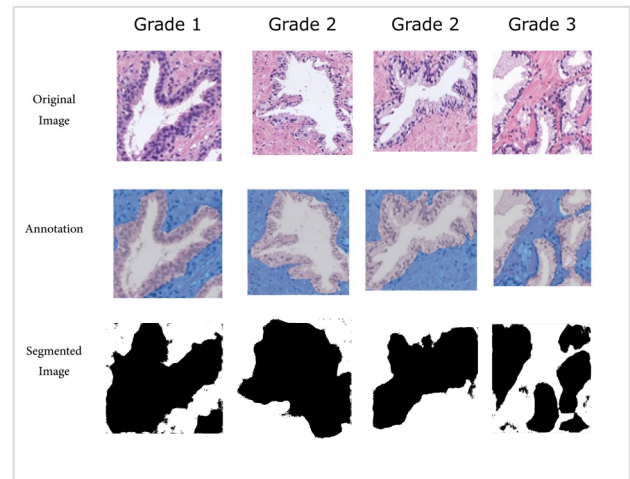 Grade 1 Grade 2 Grade 2 Grade 3
Original
Image
Annotation
Segmented
Image